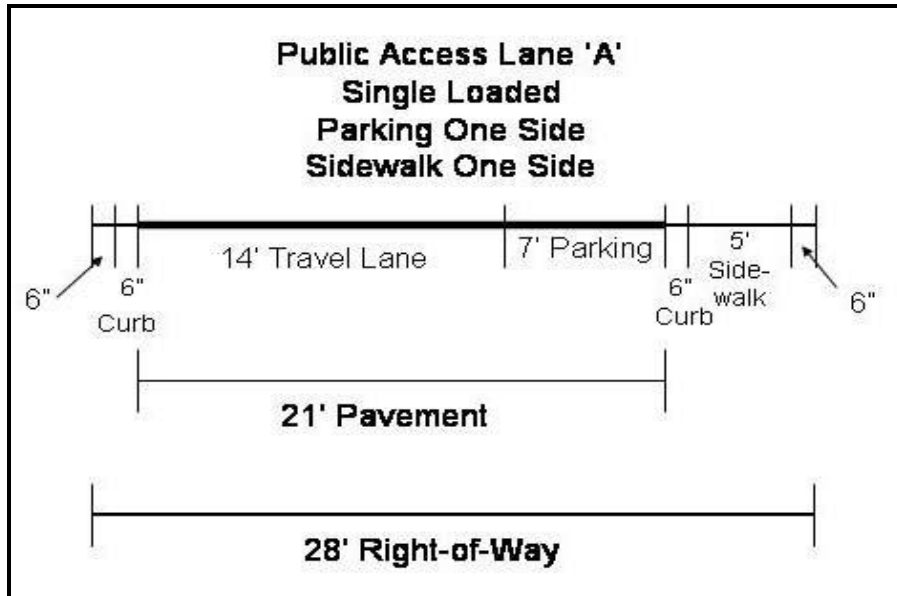 Public Access Lane 'A'
Single Loaded
Parking One Side
Sidewalk One Side
14' Travel Lane
7' Parking
5'
Side-
walk
6"
6"
Curb
6"
Curb
6"
21' Pavement
28' Right-of-Way